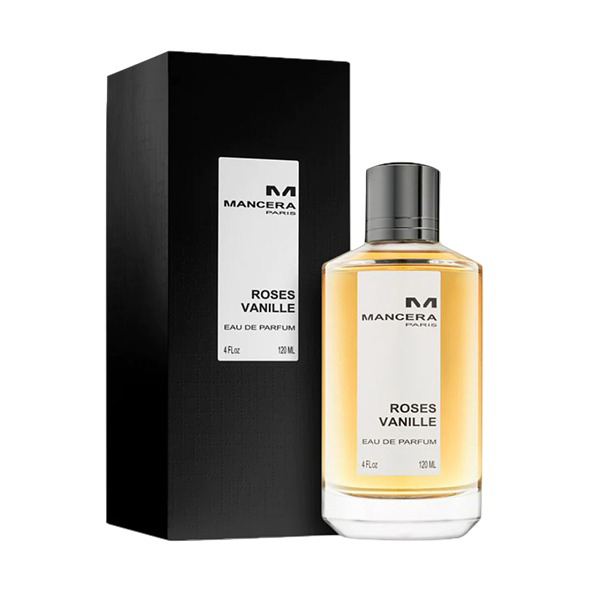 M
MANCERA
PARIS
ROSES
VANILLE
EAU DE PARFUM
4 FLoz 120 ML
M
MANCERA
PARIS
ROSES
VANILLE
EAU DE PARFUM
4 FLoz 120 ML